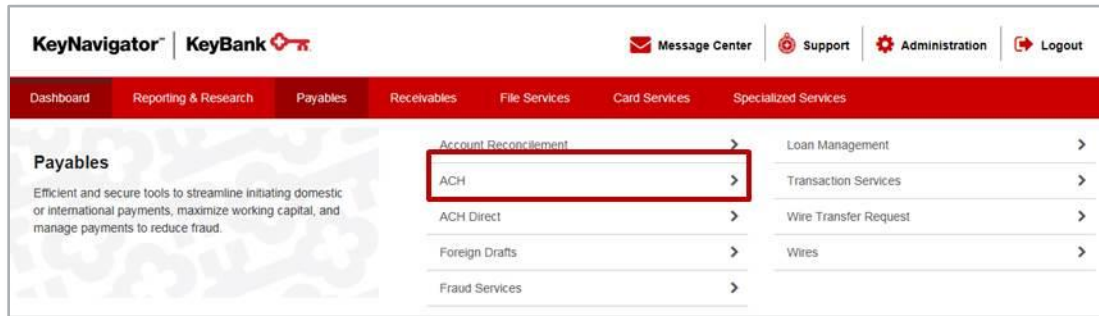 KeyNavigator™ KeyBank
Message Center Support Administration Logout
Dashboard Reporting & Research Payables Receivables File Services Card Services Specialized Services
Payables
Efficient and secure tools to streamline initiating domestic
or international payments, maximize working capital, and
manage payments to reduce fraud.
Account Reconcilement
ACH
ACH Direct
Foreign Drafts
Fraud Services
Loan Management
Transaction Services
Wire Transfer Request
Wires